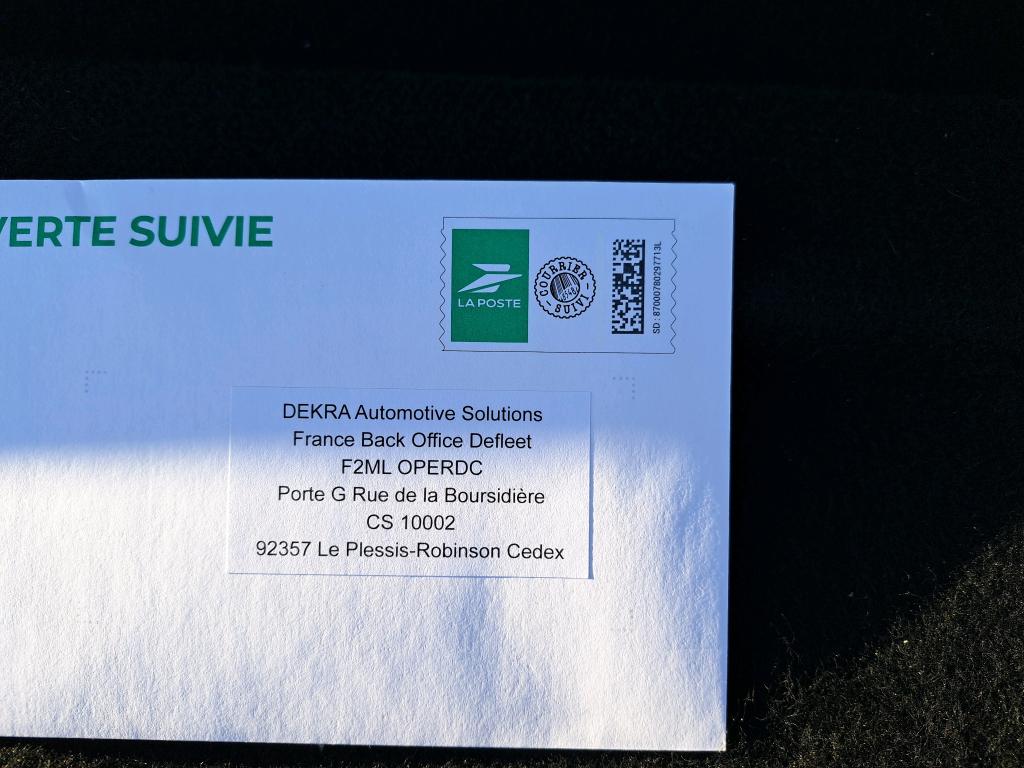 VERTE SUIVIE
LA POSTE
COURRIER
SUIVI
SD : 87000780297713L
DEKRA Automotive Solutions
France Back Office Defleet
F2ML OPERDC
Porte G Rue de la Boursidière
CS 10002
92357 Le Plessis-Robinson Cedex